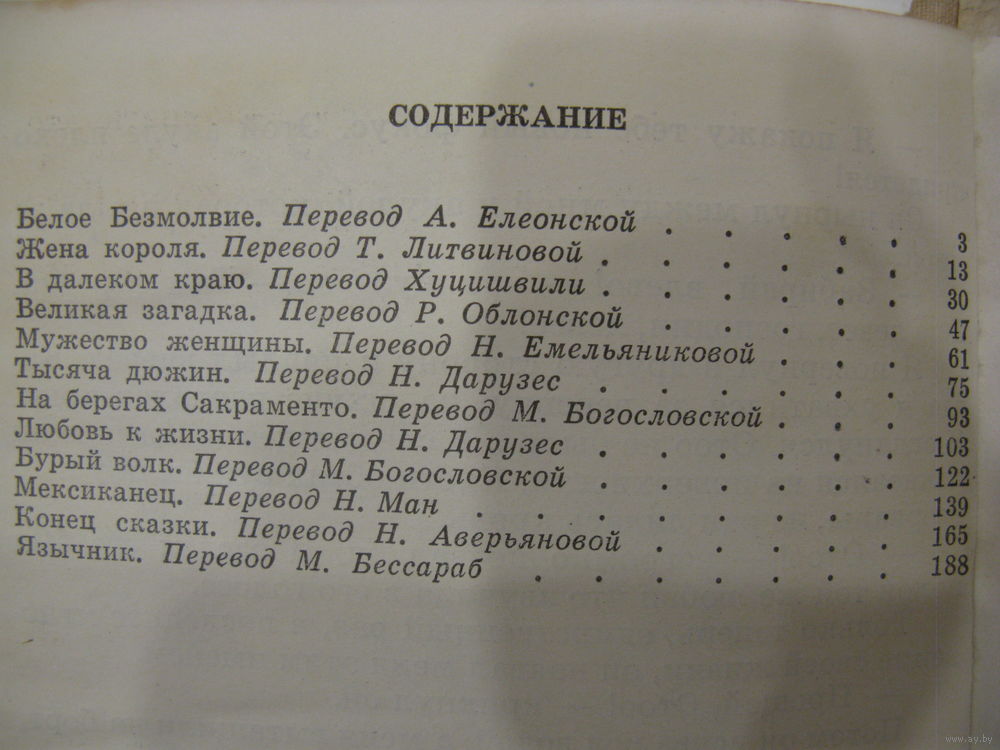 СОДЕРЖАНИЕ
Белое Безмолвие. Перевод А. Елеонской . . . . . 3
Жена короля. Перевод Т. Литвиновой . . . . . . 13
В далеком краю. Перевод Хуцишвили . . . . . . 30
Великая загадка. Перевод Р. Облонской . . . . . 47
Мужество женщины. Перевод Н. Емельяниковой . . . 61
Тысяча дюжин. Перевод Н. Дарузес . . . . . . 75
На берегах Сакраменто. Перевод М. Богословской . . . 93
Любовь к жизни. Перевод Н. Дарузес . . . . . . 103
Бурый волк. Перевод М. Богословской . . . . . . 122
Мексиканец. Перевод Н. Ман . . . . . . . . 139
Конец сказки. Перевод Н. Аверьяновой . . . . . 165
Язычник. Перевод М. Бессараб . . . . . . . 188
www.ay.by